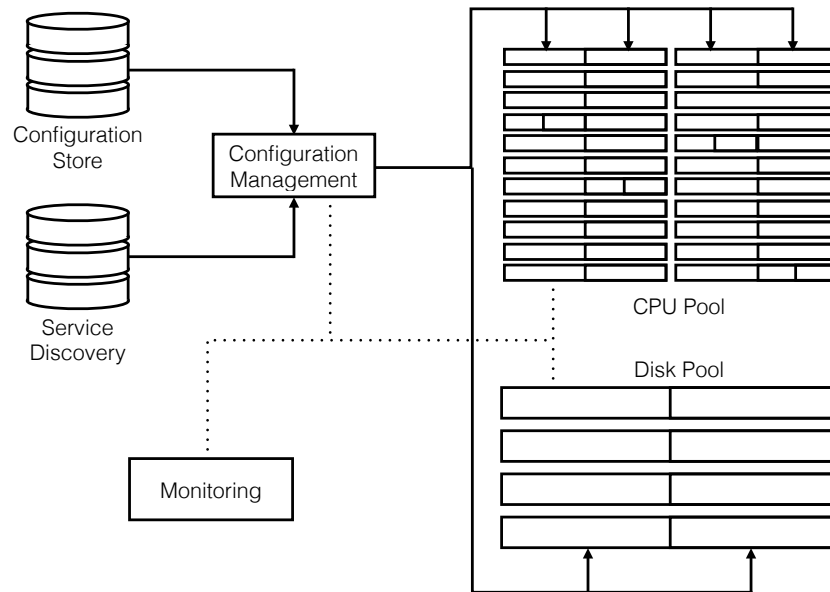 Configuration
Store
Configuration
Management
Service
Discovery
CPU Pool
Disk Pool
Monitoring